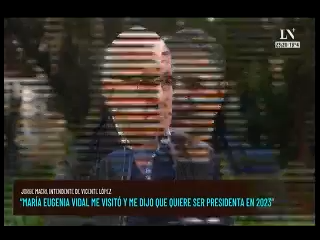 LN
JORGE MACRI, INTENDENTE DE VICENTE LÓPEZ
"MARÍA EUGENIA VIDAL ME VISITÓ Y ME DIJO QUE QUIERE SER PRESIDENTA EN 2023"